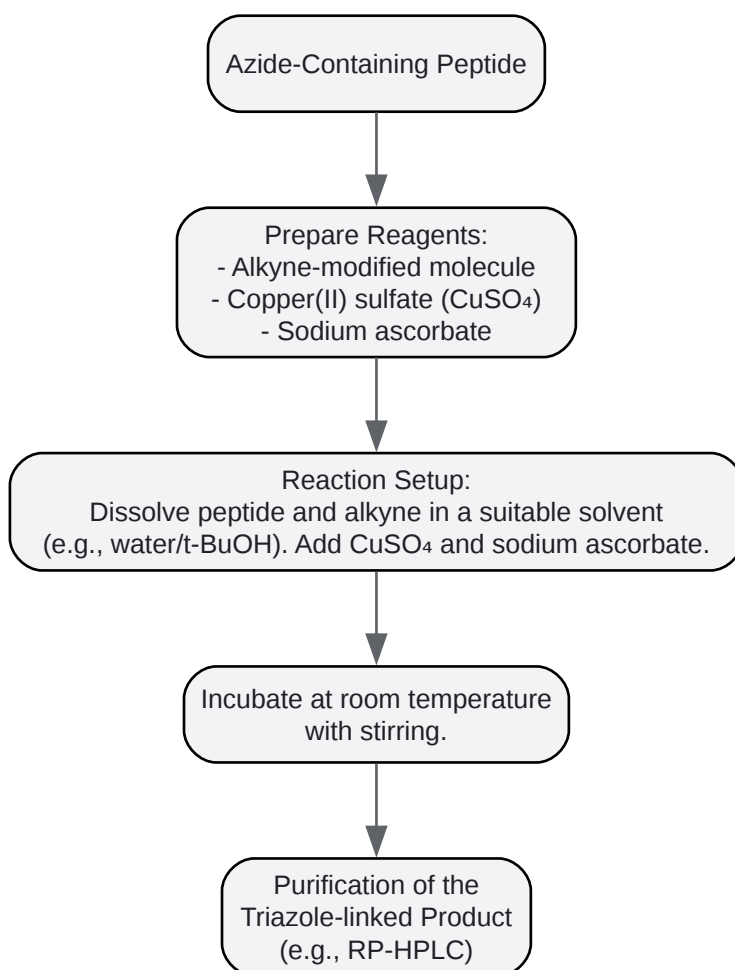 Azide-Containing Peptide
Prepare Reagents:
- Alkyne-modified molecule
- Copper(II) sulfate (CuSO₄)
- Sodium ascorbate
Reaction Setup:
Dissolve peptide and alkyne in a suitable solvent
(e.g., water/t-BuOH). Add CuSO₄ and sodium ascorbate.
Incubate at room temperature
with stirring.
Purification of the
Triazole-linked Product
(e.g., RP-HPLC)